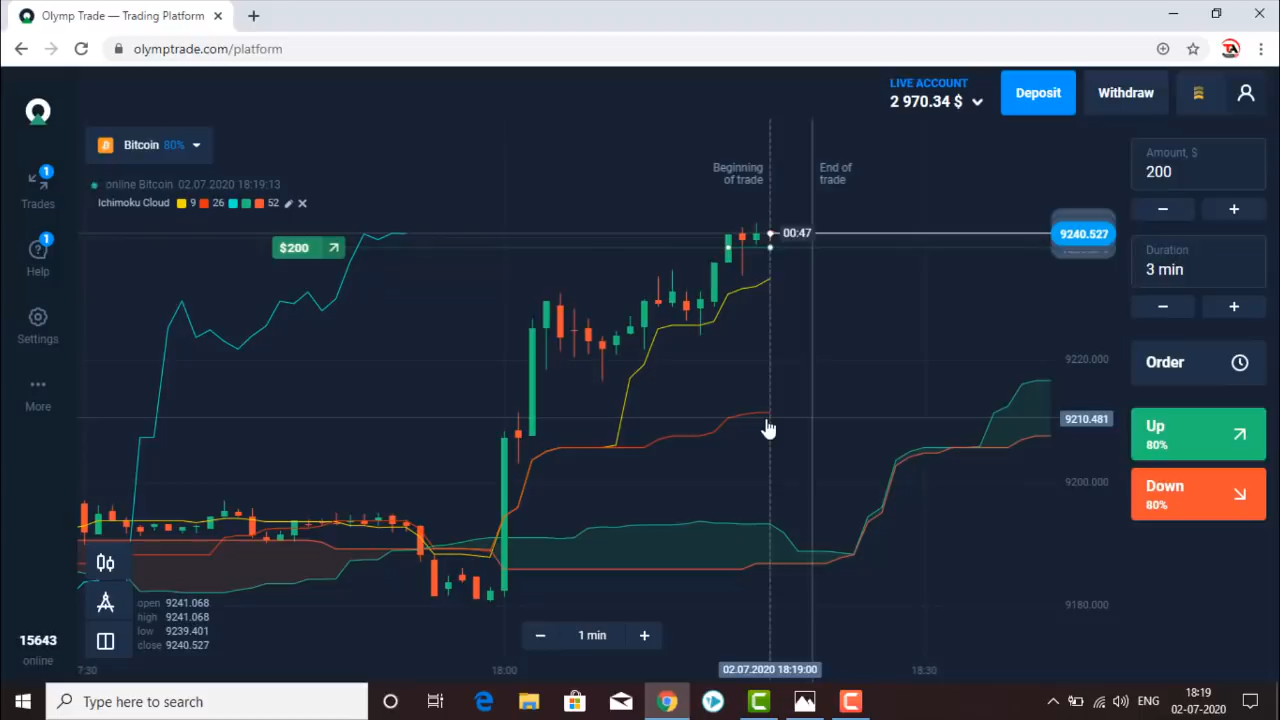 Olymp Trade — Trading Platform
olymptrade.com/platform
LIVE ACCOUNT
2 970.34 $
Deposit
Withdraw
Bitcoin 80%
online Bitcoin 02.07.2020 18:19:13
Ichimoku Cloud 9 26 52
Beginning of trade
End of trade
$200
00:47
9240.527
9220.000
9210.481
9200.000
9180.000
1
Trades
1
Help
Settings
More
15643
online
open 9241.068
high 9241.068
low 9239.401
close 9240.527
1 min
7:30
18:00
02.07.2020 18:19:00
18:30
Amount, $
200
Duration
3 min
Order
Up
80%
Down
80%
Type here to search
ENG
18:19
02-07-2020